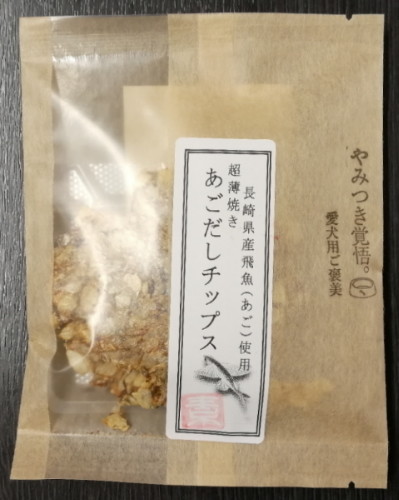 やみつき覚悟。
愛犬用ご褒美
長崎県産飛魚(あご)使用
超薄焼き
あごだしチップス